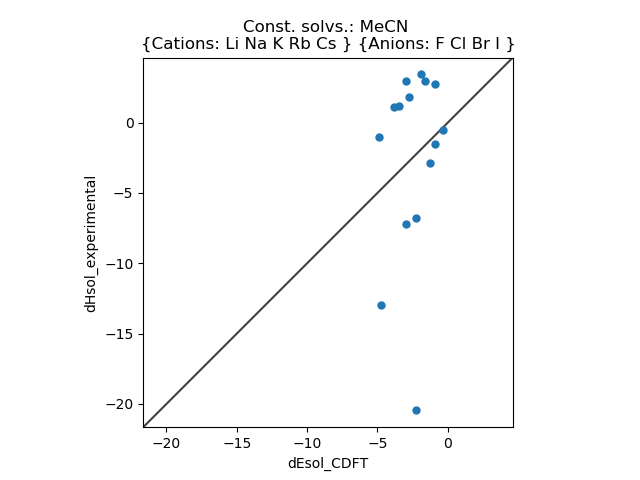 Const. solvs.: MeCN
{Cations: Li Na K Rb Cs } {Anions: F Cl Br I }
0
−5
−10
−15
−20
dHsol_experimental
−20
−15
−10
−5
0
dEsol_CDFT